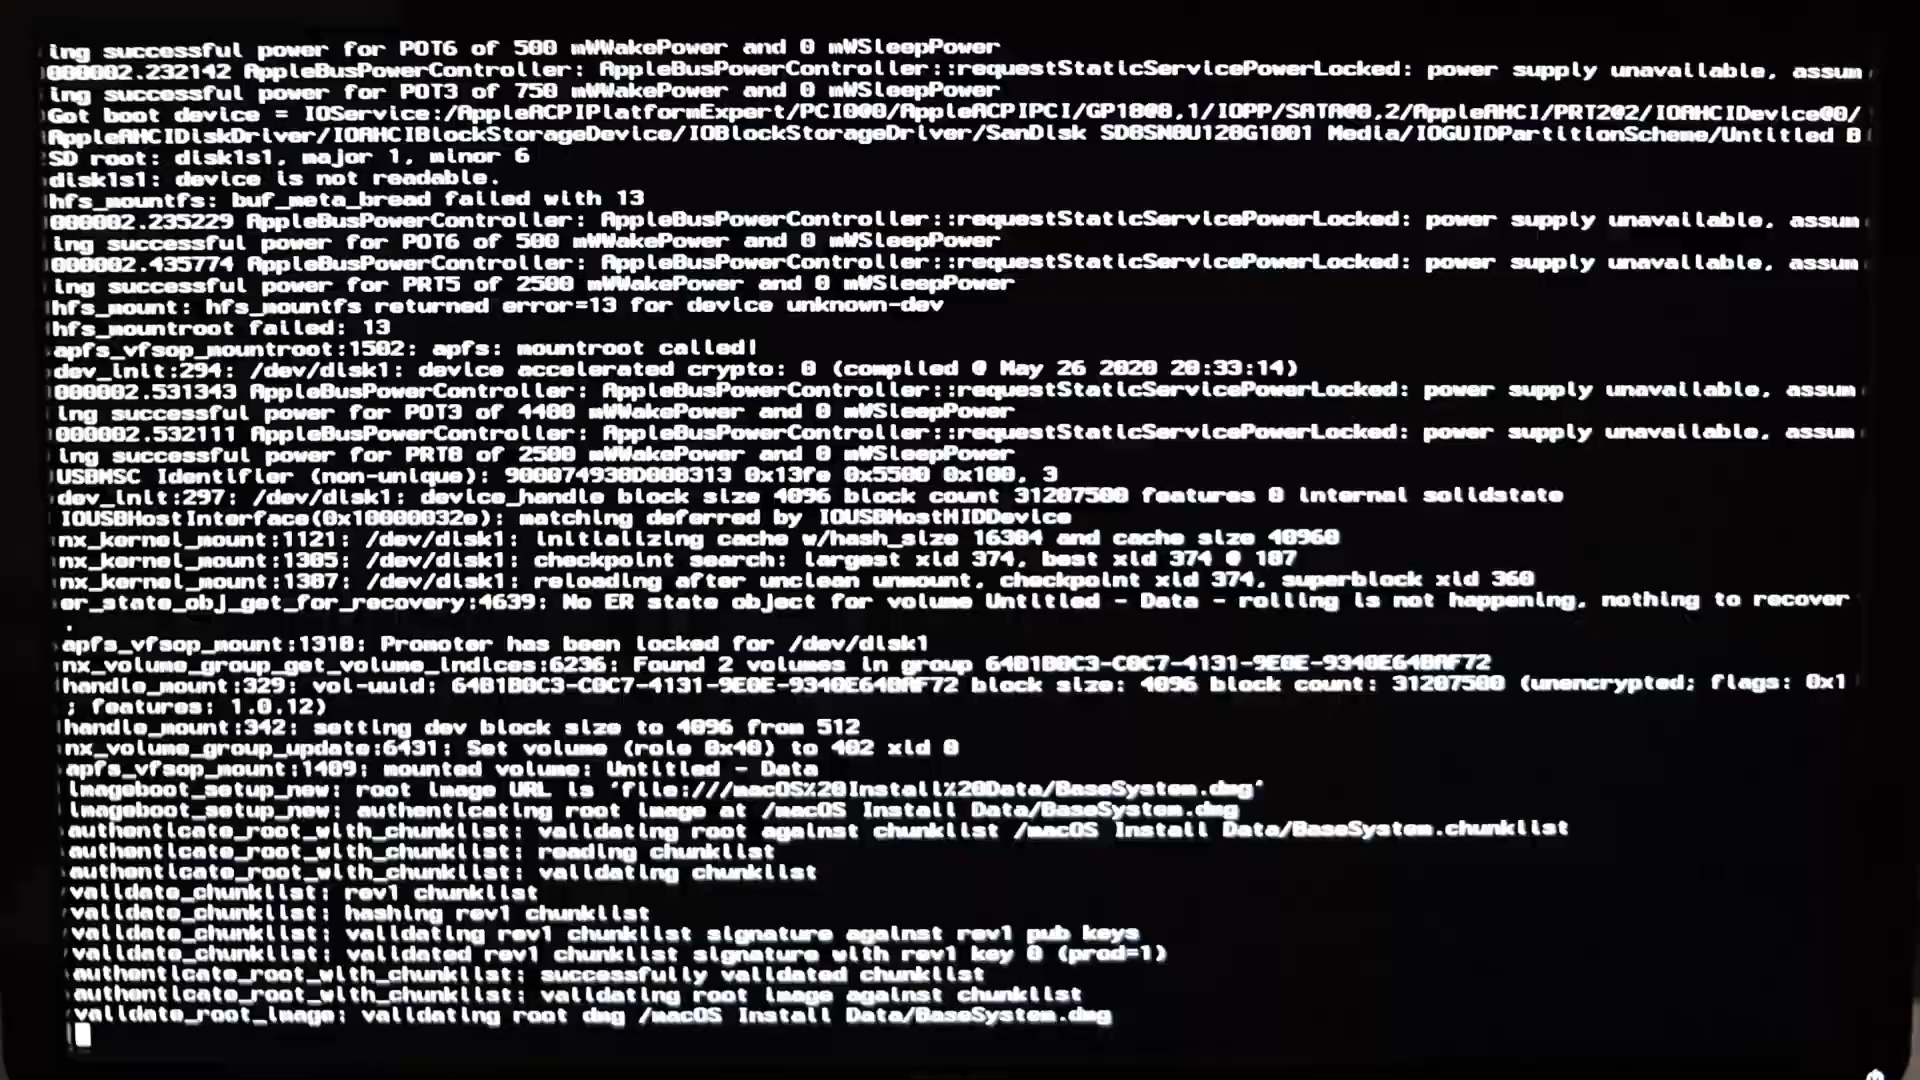 ing successful power for POT6 of 500 mWWakePower and 0 mWSleepPower
000002.232142 AppleBusPowerController: AppleBusPowerController::requestStaticServicePowerLocked: power supply unavailable, assum
ing successful power for POT3 of 750 mWWakePower and 0 mWSleepPower
Got boot device = IOService:/AppleACPIPlatformExpert/PCI0@0/AppleACPIPCI/GP18@8,1/IOPP/SATA@0,2/AppleAHCI/PRT2@2/IOAHCIDevice@0/
AppleAHCIDiskDriver/IOAHCIBlockStorageDevice/IOBlockStorageDriver/SanDisk SD8SN8U128G1001 Media/IOGUIDPartitionScheme/Untitled B
SD root: disk1s1, major 1, minor 6
disk1s1: device is not readable.
hfs_mountfs: buf_meta_bread failed with 13
000002.235229 AppleBusPowerController: AppleBusPowerController::requestStaticServicePowerLocked: power supply unavailable, assum
ing successful power for POT6 of 500 mWWakePower and 0 mWSleepPower
000002.435774 AppleBusPowerController: AppleBusPowerController::requestStaticServicePowerLocked: power supply unavailable, assum
ing successful power for PRT5 of 2500 mWWakePower and 0 mWSleepPower
hfs_mount: hfs_mountfs returned error=13 for device unknown-dev
hfs_mountroot failed: 13
apfs_vfsop_mountroot:1502: apfs: mountroot called!
dev_init:294: /dev/disk1: device accelerated crypto: 0 (compiled @ May 26 2020 20:33:14)
000002.531343 AppleBusPowerController: AppleBusPowerController::requestStaticServicePowerLocked: power supply unavailable, assum
ing successful power for POT3 of 4400 mWWakePower and 0 mWSleepPower
000002.532111 AppleBusPowerController: AppleBusPowerController::requestStaticServicePowerLocked: power supply unavailable, assum
ing successful power for PRT8 of 2500 mWWakePower and 0 mWSleepPower
USBMSC Identifier (non-unique): 0x13fe 0x5500 0x100, 3
dev_init:297: /dev/disk1: device_handle block size 4096 block count 31207500 features 0 internal solidstate
IOUSBHostInterface(0x10000032e): matching deferred by IOUSBHostHIDDevice
nx_kernel_mount:1121: /dev/disk1: initializing cache w/hash_size 16384 and cache size 40960
nx_kernel_mount:1305: /dev/disk1: checkpoint search: largest xid 374, best xid 374 @ 187
nx_kernel_mount:1307: /dev/disk1: reloading after unclean unmount, checkpoint xid 374, superblock xid 360
er_state_obj_get_for_recovery:4639: No ER state object for volume Untitled - Data - rolling is not happening, nothing to recover
.
apfs_vfsop_mount:1318: Promoter has been locked for /dev/disk1
nx_volume_group_get_volume_indices:6236: Found 2 volumes in group
handle_mount:329: vol-uuid: block size: 4096 block count: 31207500 (unencrypted; flags: 0x1
; features: 1.0.12)
handle_mount:342: setting dev block size to 4096 from 512
nx_volume_group_update:6431: Set volume (role 0x40) to 402 xid 0
apfs_vfsop_mount:1409: mounted volume: Untitled - Data
imageboot_setup_new: root image URL is 'file:///macOS%20Install%20Data/BaseSystem.dmg'
imageboot_setup_new: authenticating root image at /macOS Install Data/BaseSystem.dmg
authenticate_root_with_chunklist: validating root against chunklist /macOS Install Data/BaseSystem.chunklist
authenticate_root_with_chunklist: reading chunklist
authenticate_root_with_chunklist: validating chunklist
validate_chunklist: rev1 chunklist
validate_chunklist: hashing rev1 chunklist
validate_chunklist: validating rev1 chunklist signature against rev1 pub keys
validate_chunklist: validated rev1 chunklist signature with rev1 key 0 (prod=1)
authenticate_root_with_chunklist: successfully validated chunklist
authenticate_root_with_chunklist: validating root image against chunklist
validate_root_image: validating root dmg /macOS Install Data/BaseSystem.dmg